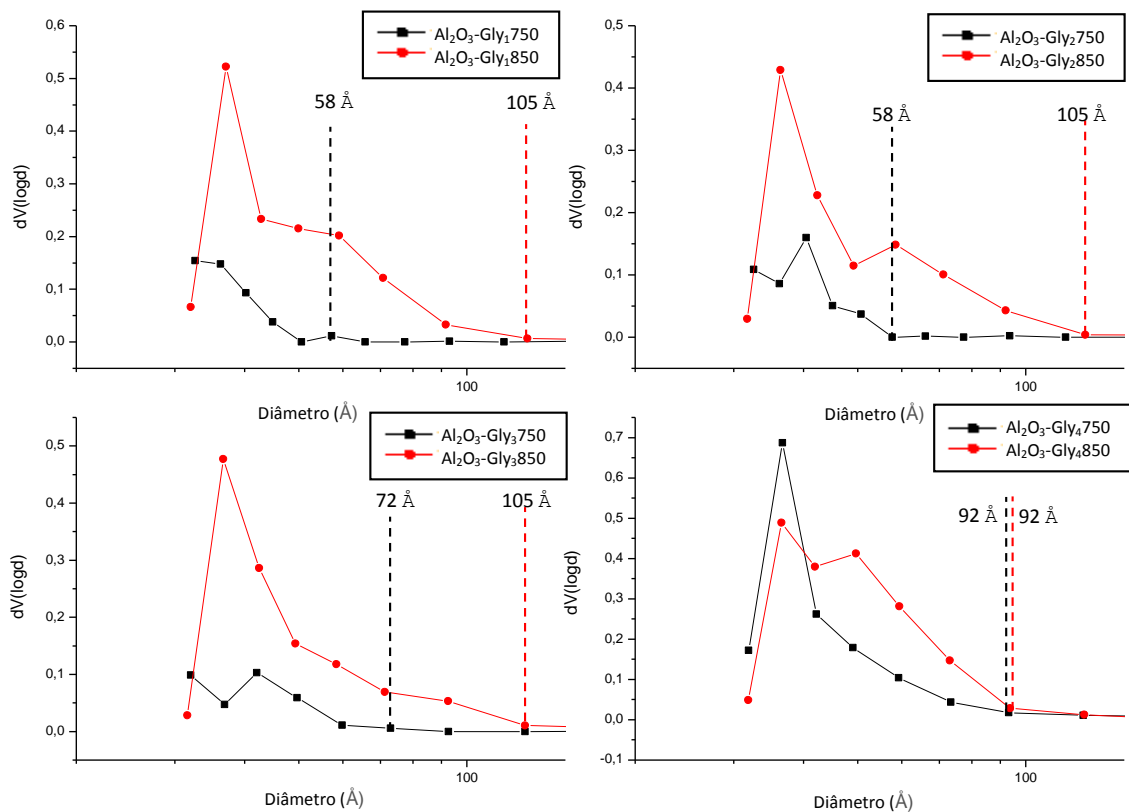 Al₂O₃-Gly₁750
Al₂O₃-Gly₁850
58 Å
105 Å
dV(logd)
0,6
0,5
0,4
0,3
0,2
0,1
0,0
100
Diâmetro (Å)
Al₂O₃-Gly₂750
Al₂O₃-Gly₂850
58 Å
105 Å
dV(logd)
0,5
0,4
0,3
0,2
0,1
0,0
100
Diâmetro (Å)
Al₂O₃-Gly₃750
Al₂O₃-Gly₃850
72 Å
105 Å
dV(logd)
0,5
0,4
0,3
0,2
0,1
0,0
100
Diâmetro (Å)
Al₂O₃-Gly₄750
Al₂O₃-Gly₄850
92 Å
92 Å
dV(logd)
0,7
0,6
0,5
0,4
0,3
0,2
0,1
0,0
-0,1
100
Diâmetro (Å)